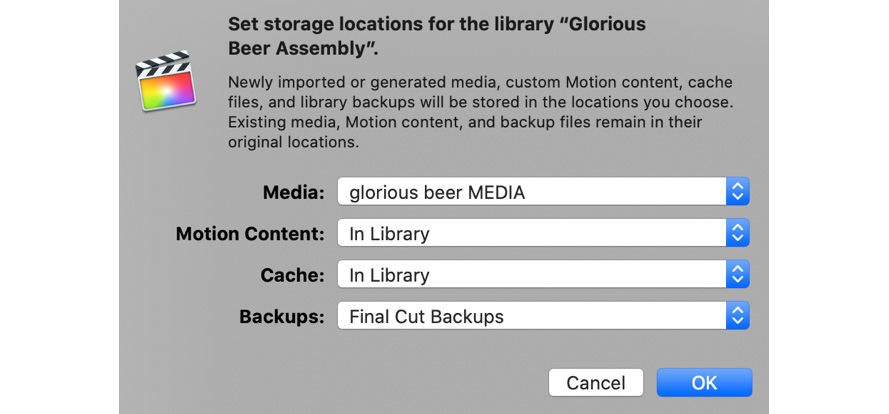 Set storage locations for the library “Glorious
Beer Assembly”.
Newly imported or generated media, custom Motion content, cache
files, and library backups will be stored in the locations you choose.
Existing media, Motion content, and backup files remain in their
original locations.
Media: glorious beer MEDIA
Motion Content: In Library
Cache: In Library
Backups: Final Cut Backups
Cancel OK